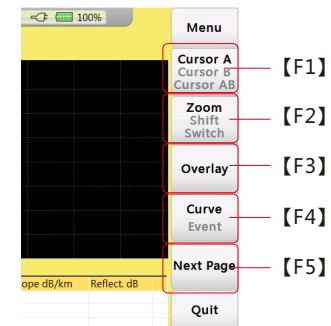 100%
Menu
Cursor A
Cursor B
Cursor AB
【F1】
Zoom
Shift
Switch
【F2】
Overlay
【F3】
Curve
Event
【F4】
Next Page
【F5】
ope dB/km Reflect. dB
Quit